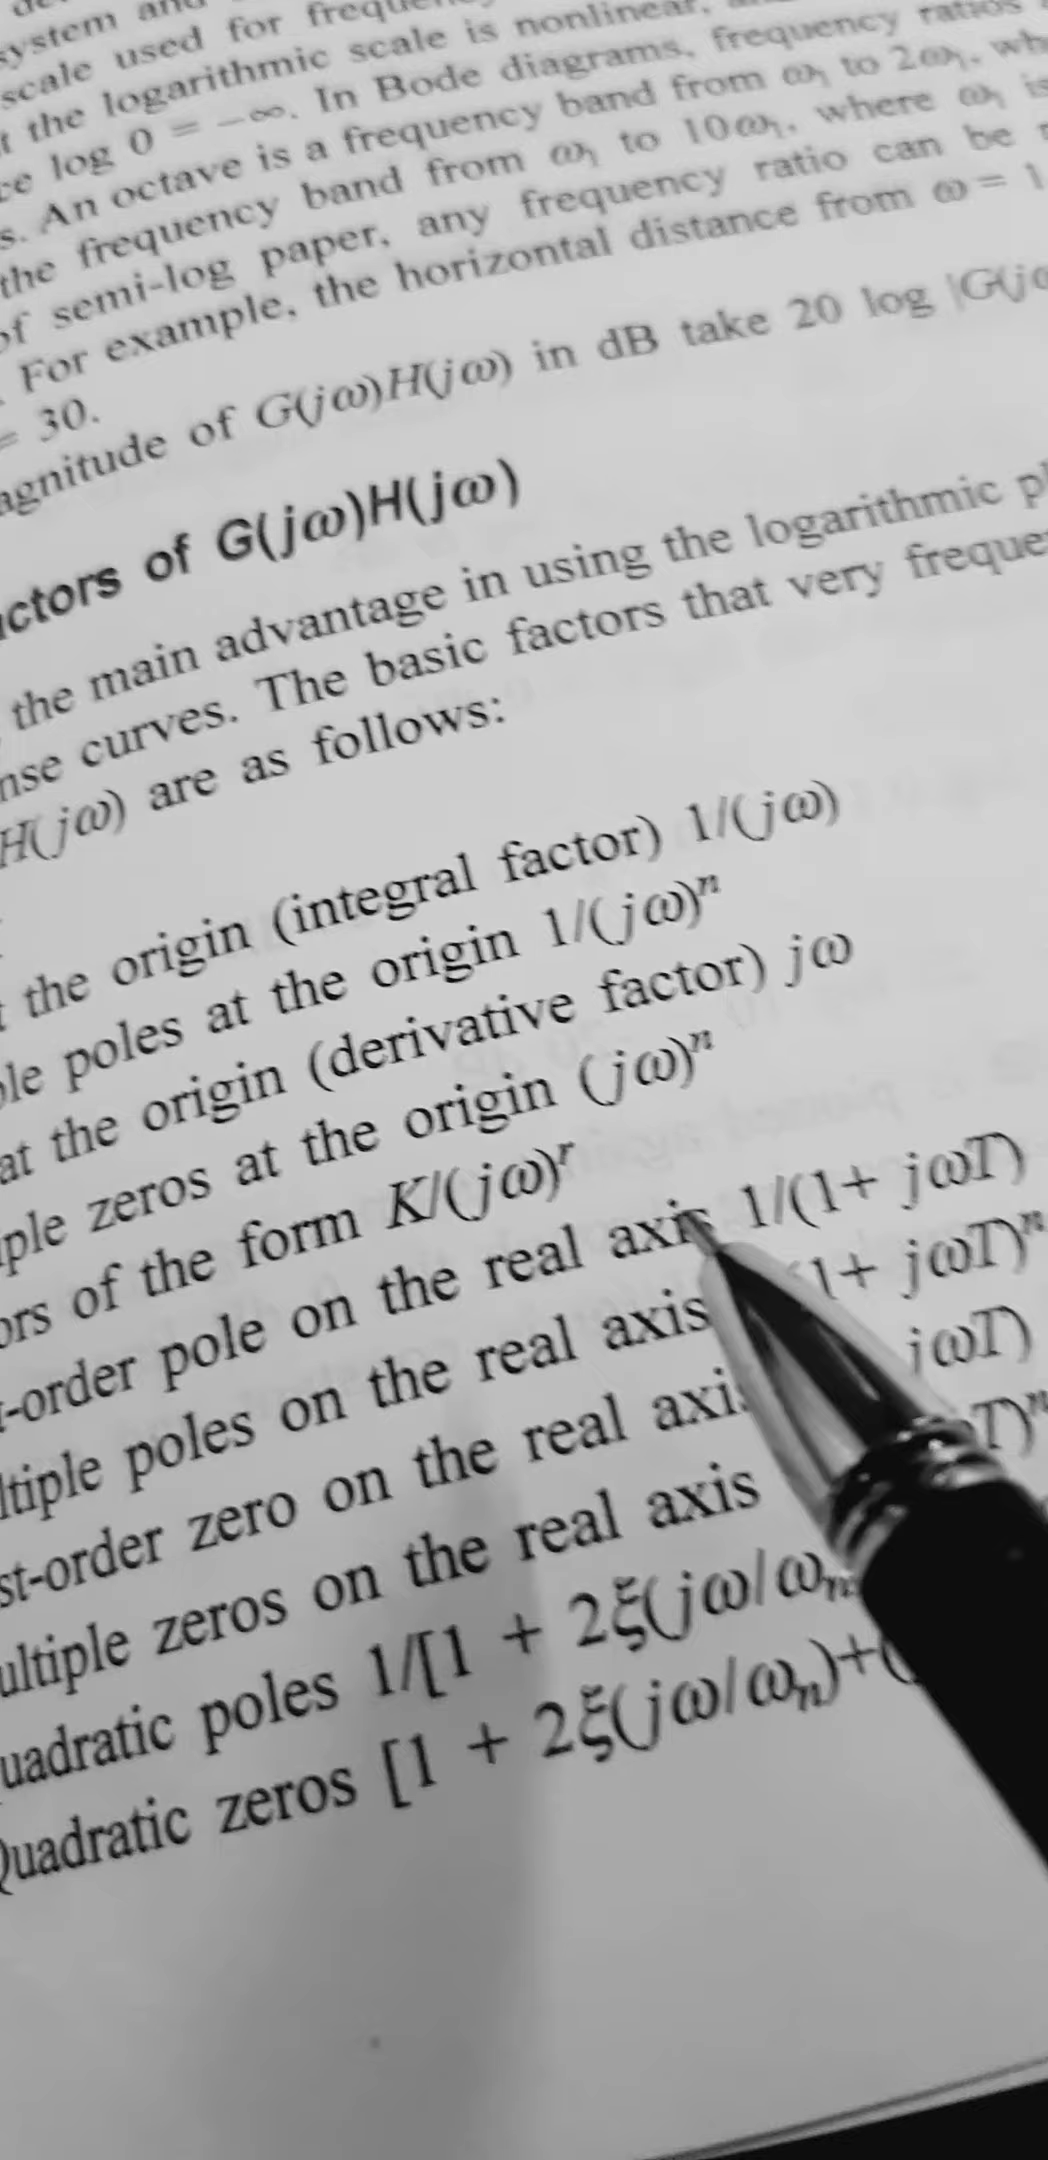 system and
scale used for
t the logarithmic scale is nonlinear,
ce log 0 = −∞. In Bode diagrams, frequency ratios
s. An octave is a frequency band from ω₁ to 2ω₁, wh
the frequency band from ω₁ to 10ω₁, where ω₁ is
of semi-log paper, any frequency ratio can be r
. For example, the horizontal distance from ω = 1
= 30.
agnitude of G(jω)H(jω) in dB take 20 log |G(jω
actors of G(jω)H(jω)
the main advantage in using the logarithmic pl
nse curves. The basic factors that very freque
H(jω) are as follows:
t the origin (integral factor) 1/(jω)
ple poles at the origin 1/(jω)ⁿ
at the origin (derivative factor) jω
iple zeros at the origin (jω)ⁿ
ors of the form K/(jω)ʳ
t-order pole on the real axis 1/(1+ jωT)
ltiple poles on the real axis (1+ jωT)ⁿ
st-order zero on the real axis jωT)
ultiple zeros on the real axis T)ⁿ
uadratic poles 1/[1 + 2ξ(jω/ωₙ
Quadratic zeros [1 + 2ξ(jω/ωₙ)+(